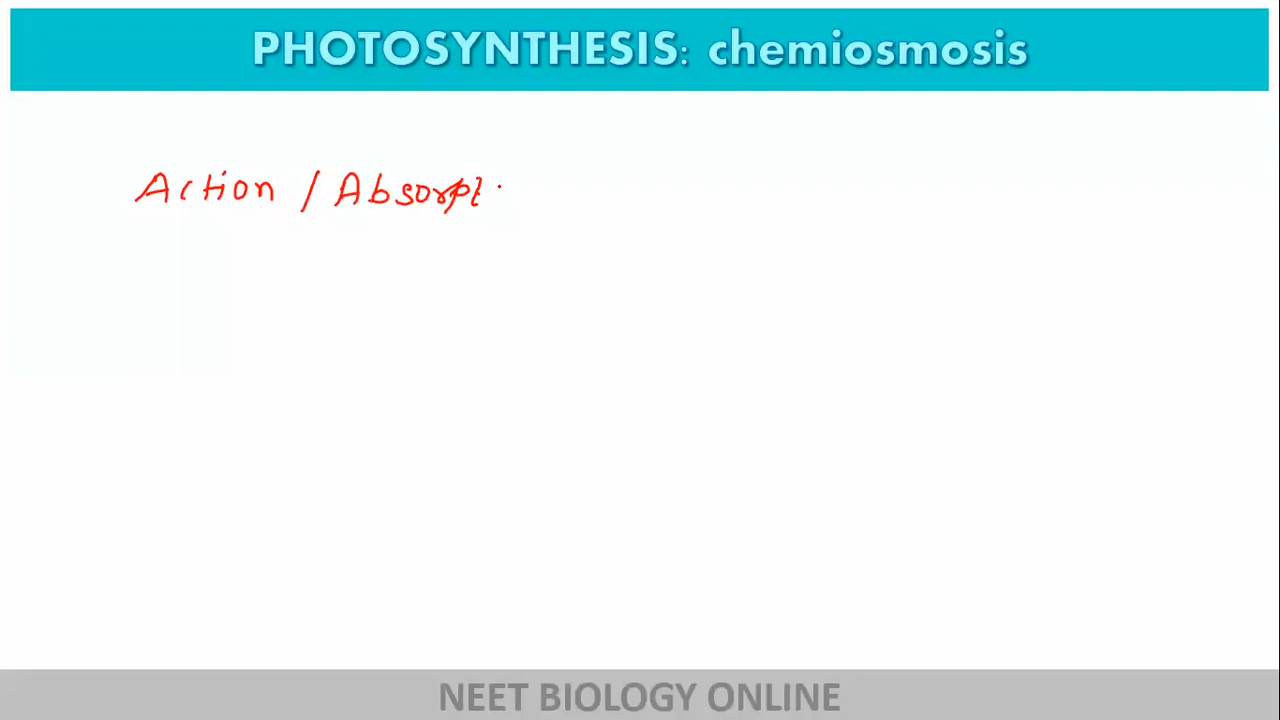 PHOTOSYNTHESIS: chemiosmosis
Action / Absorpt
NEET BIOLOGY ONLINE